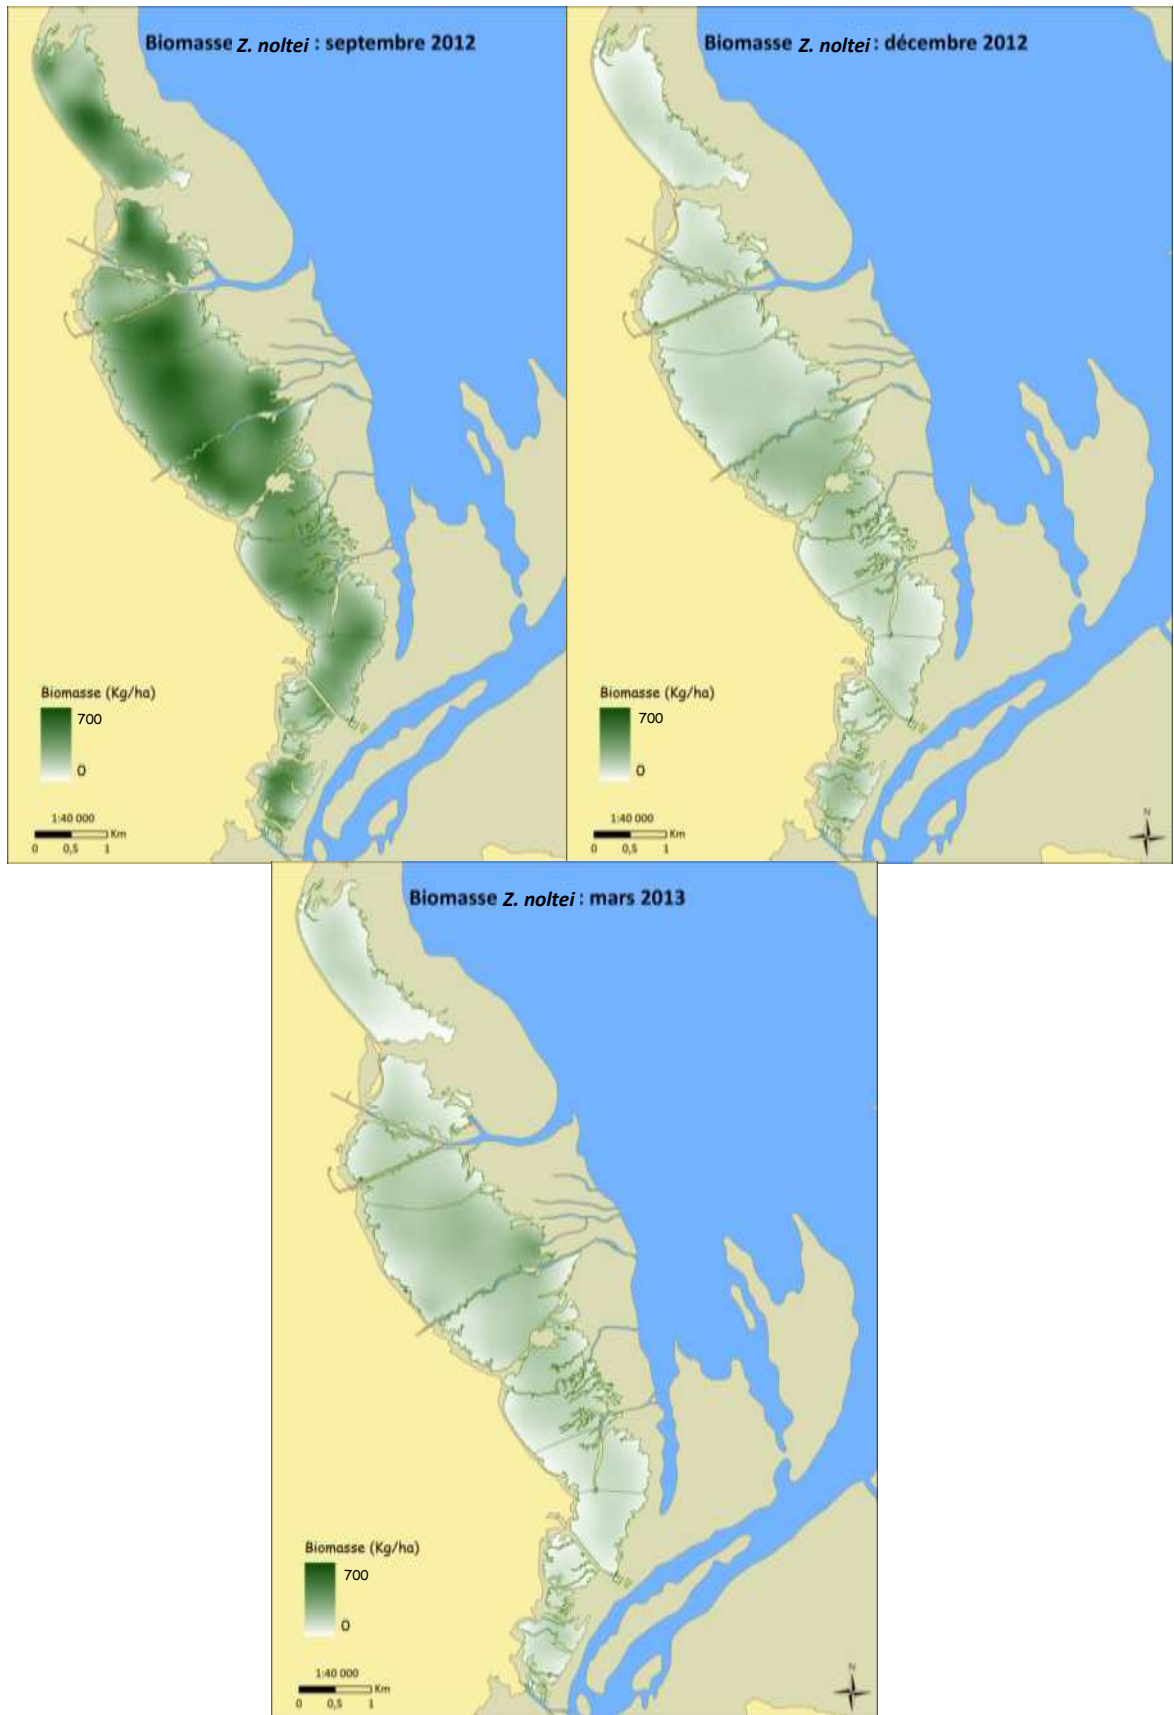 Biomasse Z. noltei : septembre 2012
Biomasse (Kg/ha)
700
0
1:40 000
Km
0 0,5 1
Biomasse Z. noltei : décembre 2012
Biomasse (Kg/ha)
700
0
1:40 000
Km
0 0,5 1
N
Biomasse Z. noltei : mars 2013
Biomasse (Kg/ha)
700
0
1:40 000
Km
0 0,5 1
N